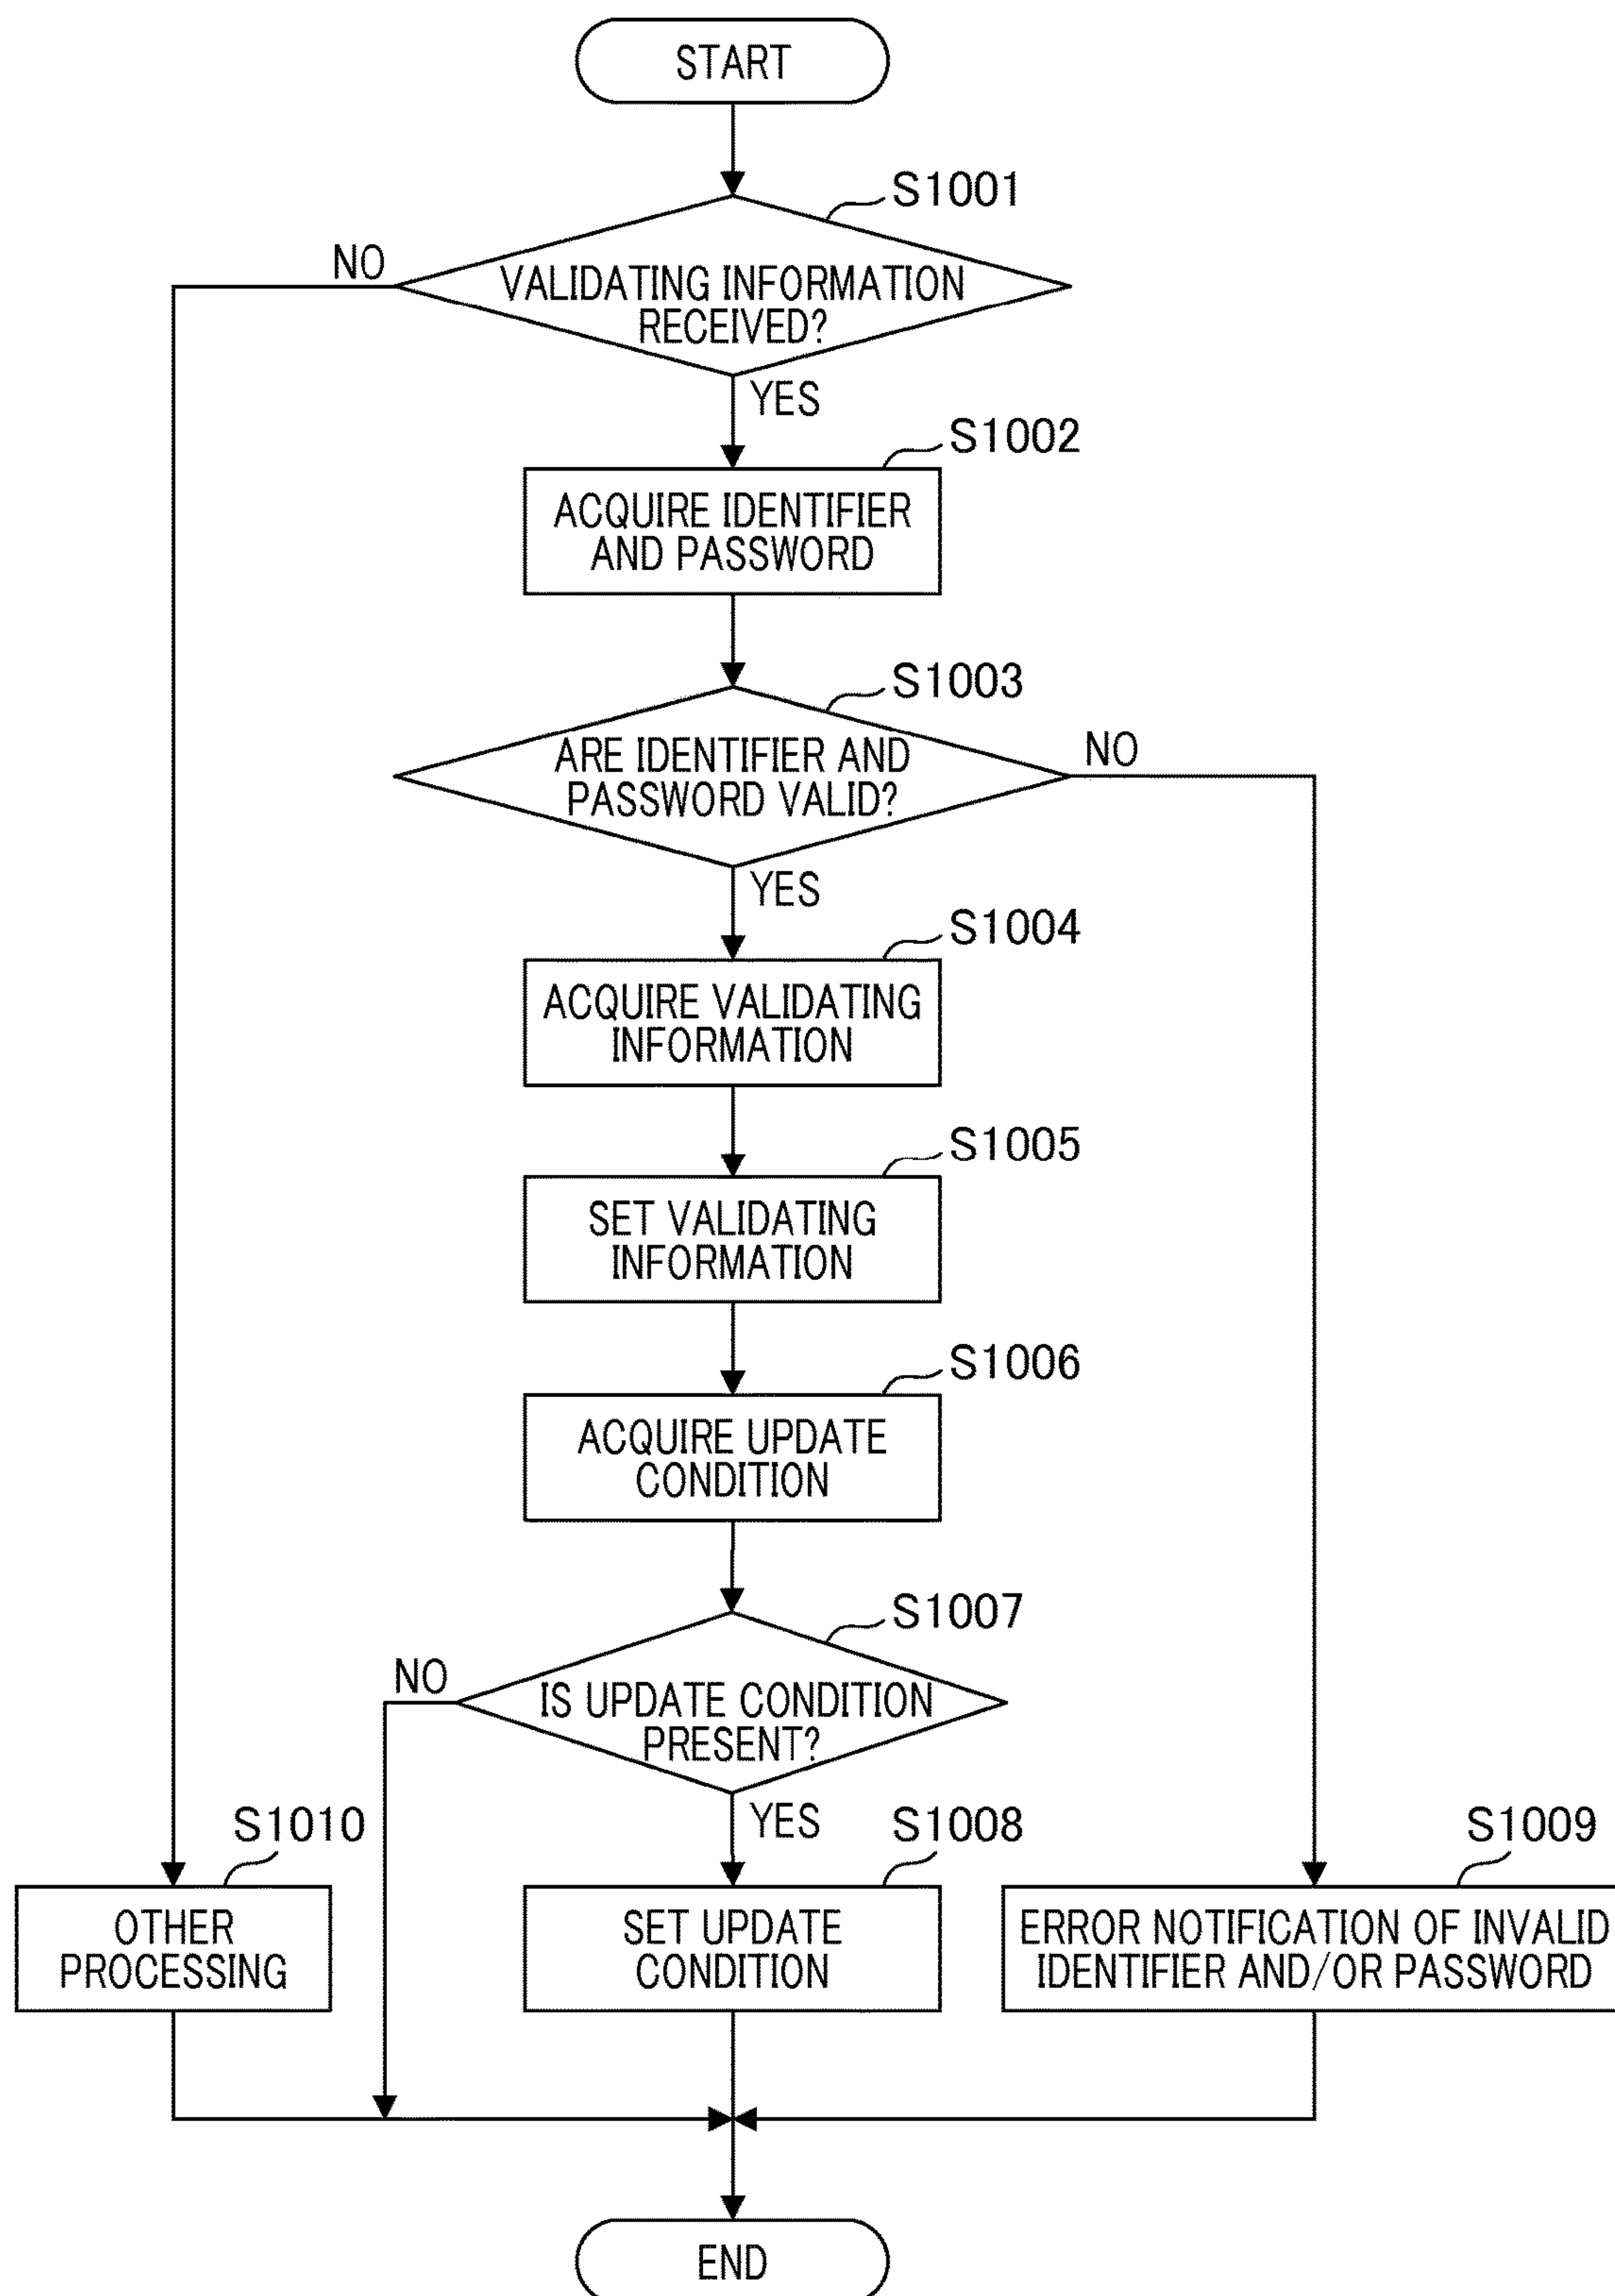 START
S1001
NO
VALIDATING INFORMATION
RECEIVED?
YES
S1002
ACQUIRE IDENTIFIER
AND PASSWORD
S1003
ARE IDENTIFIER AND
PASSWORD VALID?
NO
YES
S1004
ACQUIRE VALIDATING
INFORMATION
S1005
SET VALIDATING
INFORMATION
S1006
ACQUIRE UPDATE
CONDITION
S1007
NO
IS UPDATE CONDITION
PRESENT?
YES
S1010
OTHER
PROCESSING
S1008
SET UPDATE
CONDITION
S1009
ERROR NOTIFICATION OF INVALID
IDENTIFIER AND/OR PASSWORD
END